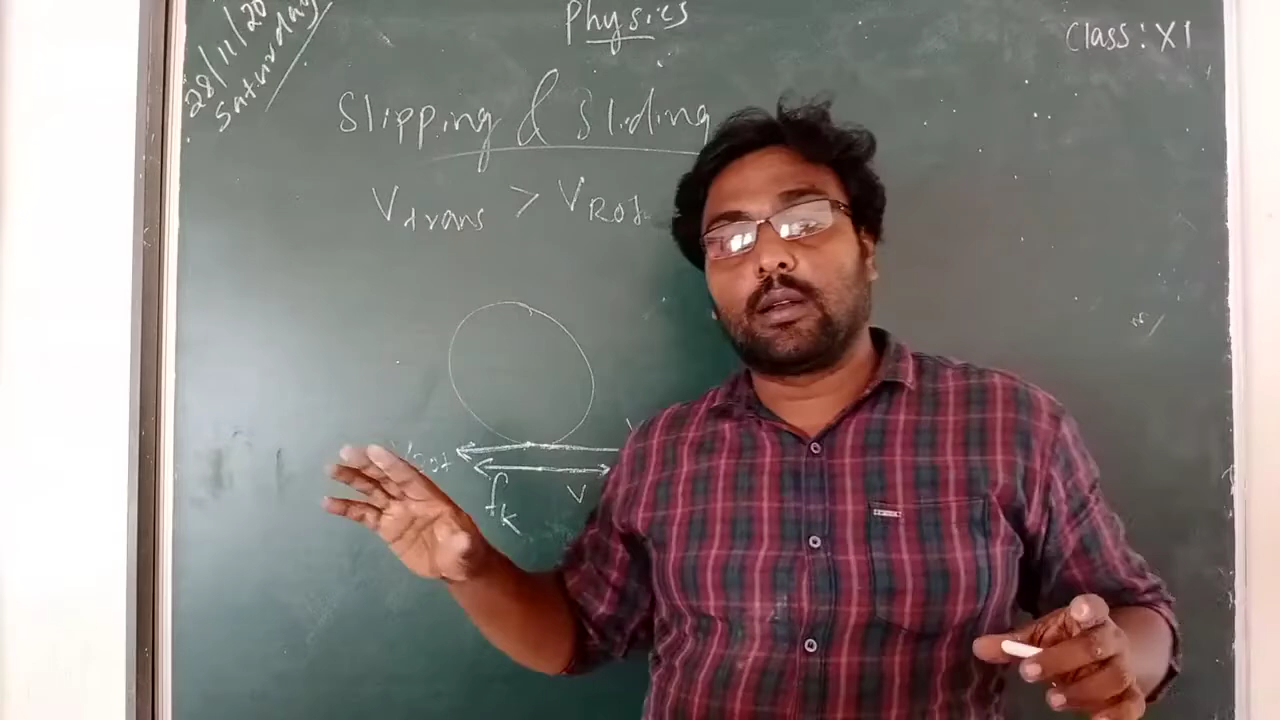 28/11/20
Saturday
Physics
Class: XI
Slipping & Sliding
Vtrans > VRot
fK
V